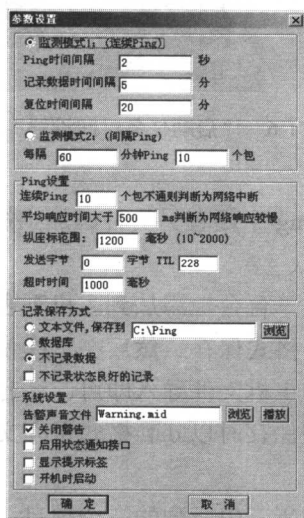 参数设置
监测模式1：(连续Ping)
Ping时间间隔 2 秒
记录数据时间间隔 5 分
复位时间间隔 20 分
监测模式2：(间隔Ping)
每隔 60 分钟Ping 10 个包
Ping设置
连续Ping 10 个包不通则判断为网络中断
平均响应时间大于 500 ms判断为网络响应较慢
纵座标范围： 1200 毫秒 (10~2000)
发送字节 0 字节 TTL 228
超时时间 1000 毫秒
记录保存方式
文本文件,保存到 C:\Ping 浏览
数据库
不记录数据
不记录状态良好的记录
系统设置
告警声音文件 Warning.mid 浏览 播放
关闭警告
启用状态通知接口
显示提示标签
开机时启动
确 定 取 消